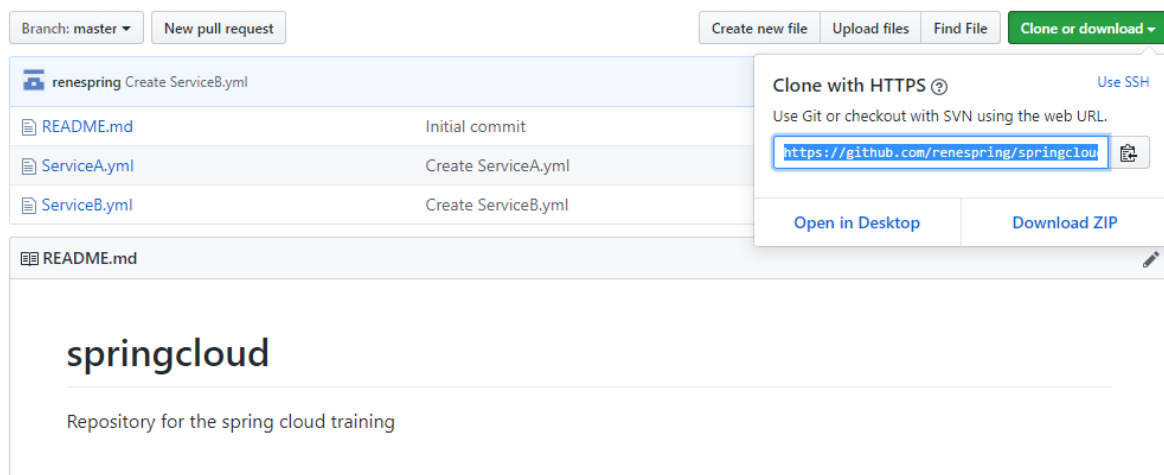 Branch: master New pull request Create new file Upload files Find File Clone or download
renespring Create ServiceB.yml
Clone with HTTPS Use SSH
Use Git or checkout with SVN using the web URL.
https://github.com/renespring/springclou
Open in Desktop Download ZIP
README.md Initial commit
ServiceA.yml Create ServiceA.yml
ServiceB.yml Create ServiceB.yml
README.md
springcloud
Repository for the spring cloud training